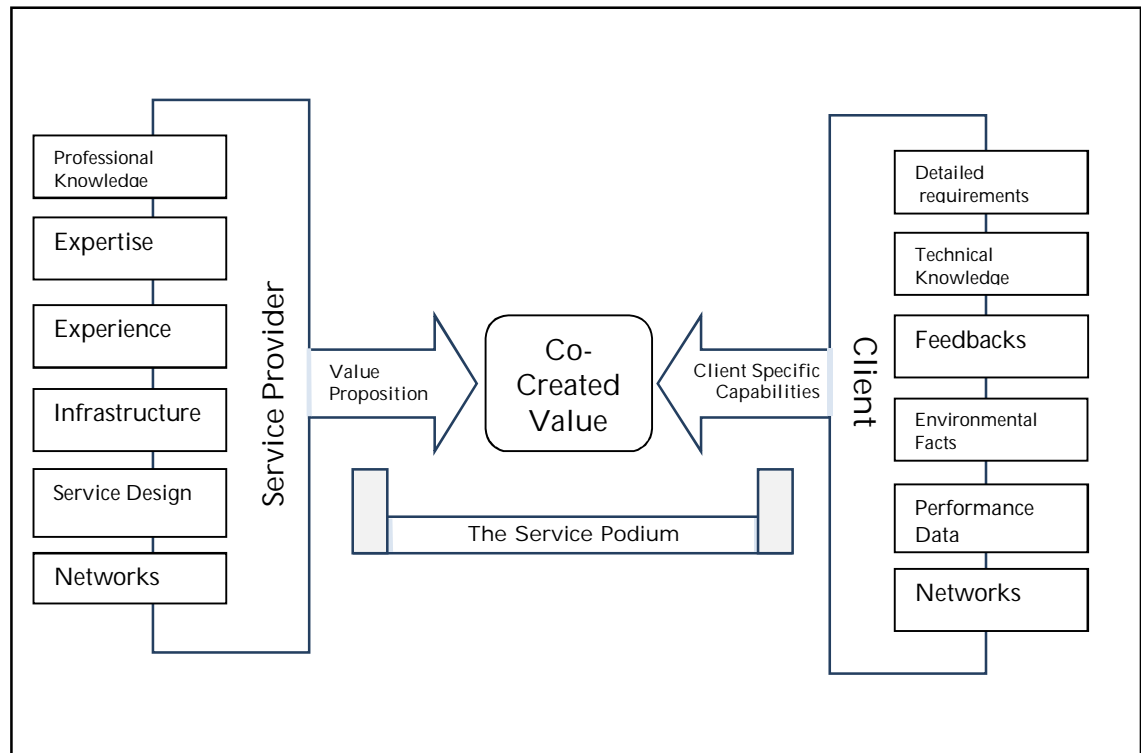 Professional
Knowledge
Expertise
Experience
Infrastructure
Service Design
Networks
Service Provider
Value
Proposition
Co-
Created
Value
Client Specific
Capabilities
The Service Podium
Client
Detailed
requirements
Technical
Knowledge
Feedbacks
Environmental
Facts
Performance
Data
Networks